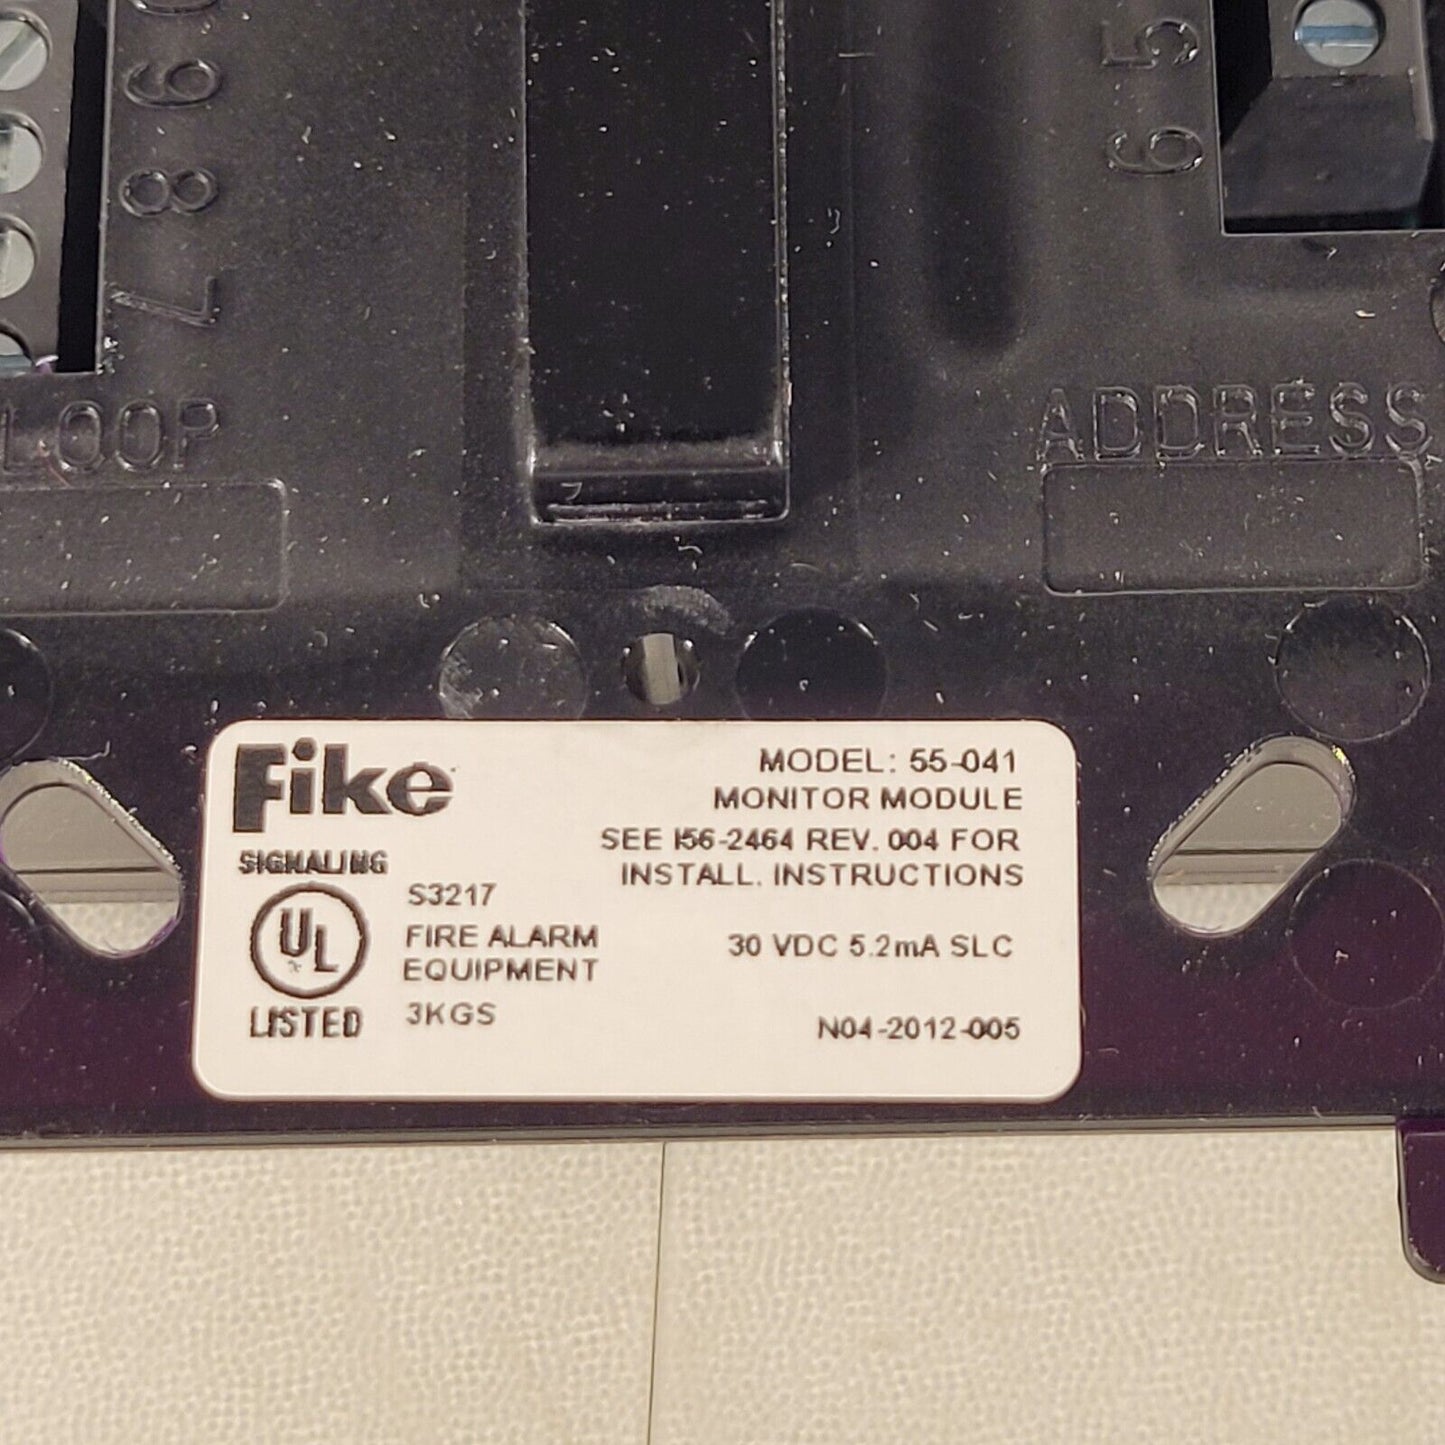 9
8
7
5
6
LOOP
ADDRESS
Fike
SIGNALING
UL
LISTED
S3217
FIRE ALARM
EQUIPMENT
3KGS
MODEL: 55-041
MONITOR MODULE
SEE I56-2464 REV. 004 FOR
INSTALL. INSTRUCTIONS
30 VDC 5.2mA SLC
N04-2012-005